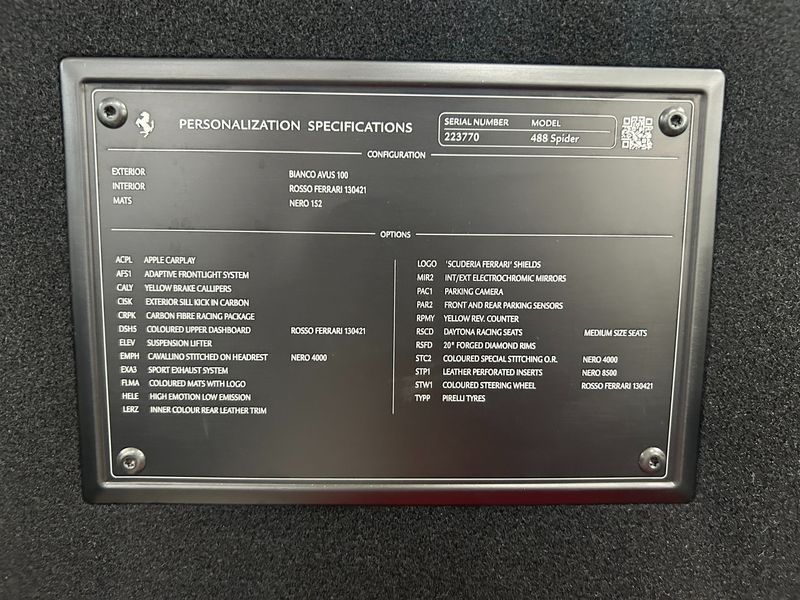 PERSONALIZATION SPECIFICATIONS
SERIAL NUMBER MODEL
223770 488 Spider
CONFIGURATION
EXTERIOR BIANCO AVUS 100
INTERIOR ROSSO FERRARI 130421
MATS NERO 152
OPTIONS
ACPL APPLE CARPLAY
AFS1 ADAPTIVE FRONTLIGHT SYSTEM
CALY YELLOW BRAKE CALLIPERS
CISK EXTERIOR SILL KICK IN CARBON
CRPK CARBON FIBRE RACING PACKAGE
DSH5 COLOURED UPPER DASHBOARD ROSSO FERRARI 130421
ELEV SUSPENSION LIFTER
EMPH CAVALLINO STITCHED ON HEADREST NERO 4000
EXA3 SPORT EXHAUST SYSTEM
FLMA COLOURED MATS WITH LOGO
HELE HIGH EMOTION LOW EMISSION
LERZ INNER COLOUR REAR LEATHER TRIM
LOGO 'SCUDERIA FERRARI' SHIELDS
MIR2 INT/EXT ELECTROCHROMIC MIRRORS
PAC1 PARKING CAMERA
PAR2 FRONT AND REAR PARKING SENSORS
RPMY YELLOW REV. COUNTER
RSCD DAYTONA RACING SEATS MEDIUM SIZE SEATS
RSFD 20" FORGED DIAMOND RIMS
STC2 COLOURED SPECIAL STITCHING O.R. NERO 4000
STP1 LEATHER PERFORATED INSERTS NERO 8500
STW1 COLOURED STEERING WHEEL ROSSO FERRARI 130421
TYPP PIRELLI TYRES